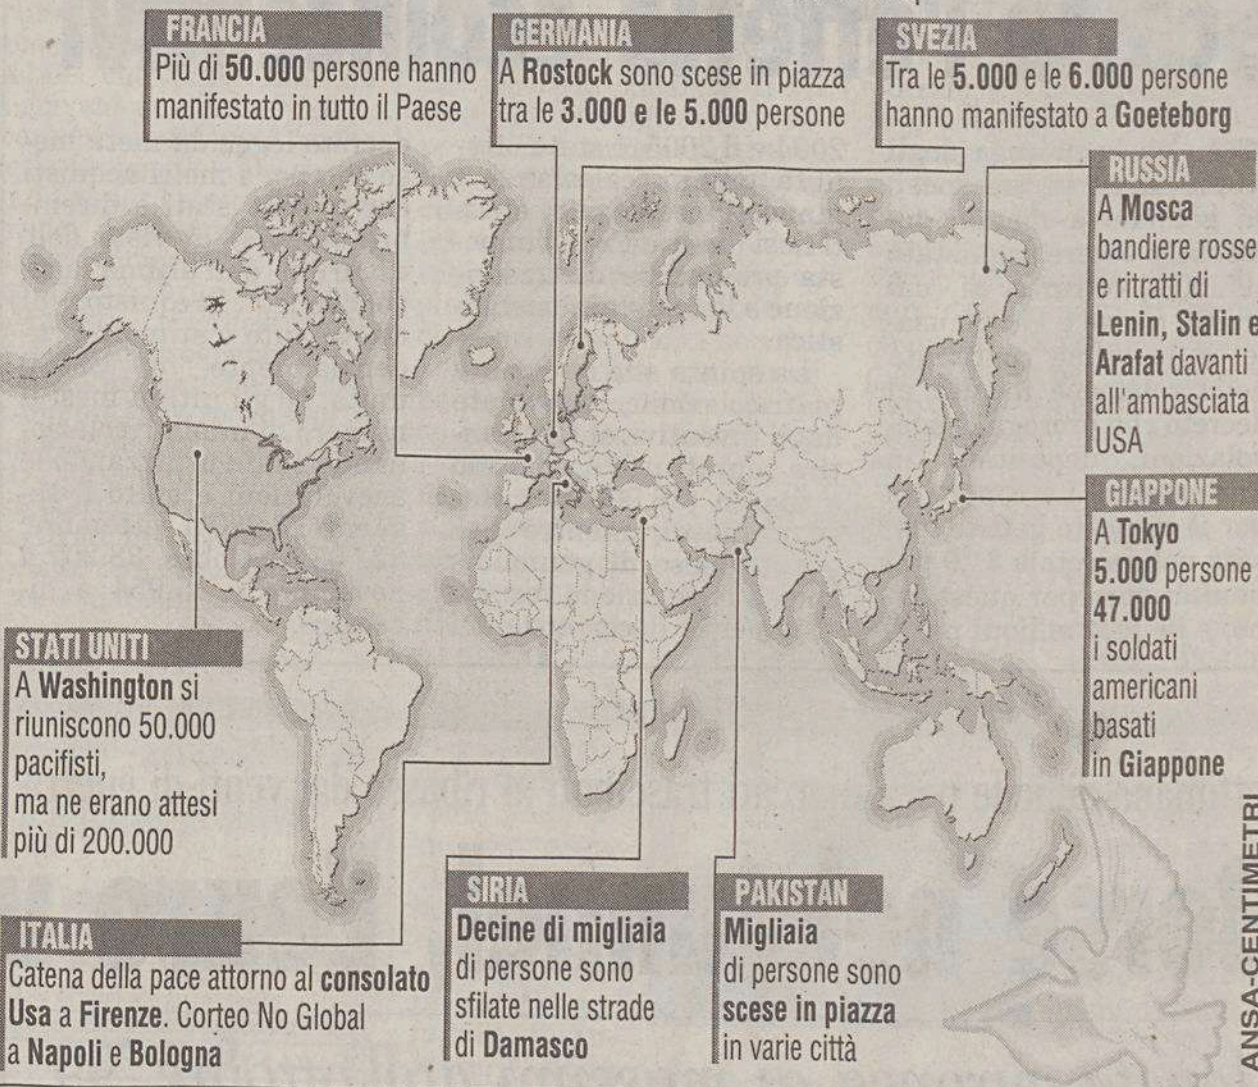 FRANCIA
Più di 50.000 persone hanno
manifestato in tutto il Paese
GERMANIA
A Rostock sono scese in piazza
tra le 3.000 e le 5.000 persone
SVEZIA
Tra le 5.000 e le 6.000 persone
hanno manifestato a Goeteborg
RUSSIA
A Mosca
bandiere rosse
e ritratti di
Lenin, Stalin e
Arafat davanti
all'ambasciata
USA
GIAPPONE
A Tokyo
5.000 persone
47.000
i soldati
americani
basati
in Giappone
STATI UNITI
A Washington si
riuniscono 50.000
pacifisti,
ma ne erano attesi
più di 200.000
ITALIA
Catena della pace attorno al consolato
Usa a Firenze. Corteo No Global
a Napoli e Bologna
SIRIA
Decine di migliaia
di persone sono
sfilate nelle strade
di Damasco
PAKISTAN
Migliaia
di persone sono
scese in piazza
in varie città
ANSA-CENTIMETRI